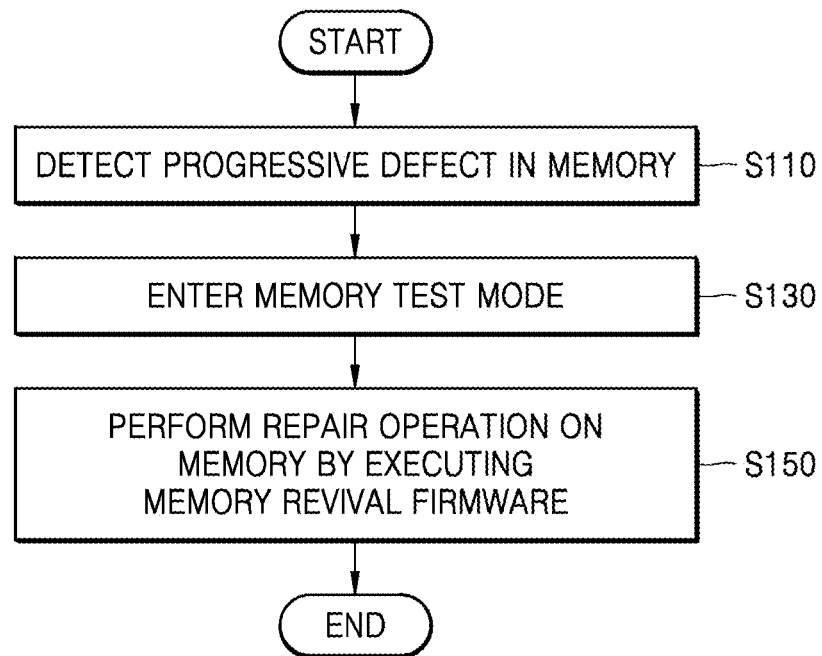 START
DETECT PROGRESSIVE DEFECT IN MEMORY
S110
ENTER MEMORY TEST MODE
S130
PERFORM REPAIR OPERATION ON
MEMORY BY EXECUTING
MEMORY REVIVAL FIRMWARE
S150
END